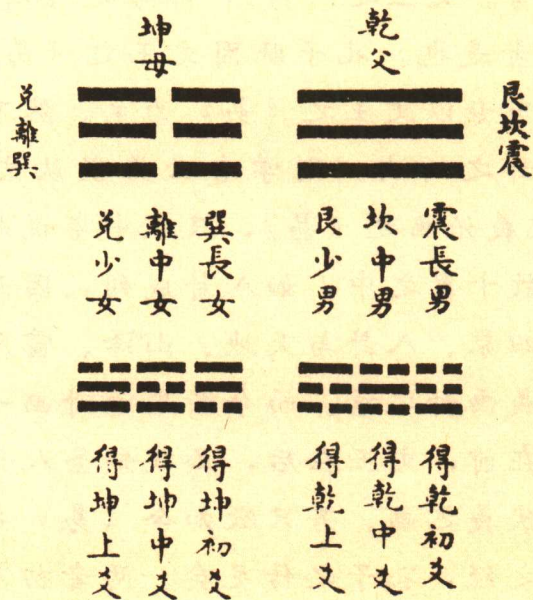 乾父
坤母
艮坎震
兌離巽
震長男
坎中男
艮少男
巽長女
離中女
兌少女
得乾初爻
得乾中爻
得乾上爻
得坤初爻
得坤中爻
得坤上爻